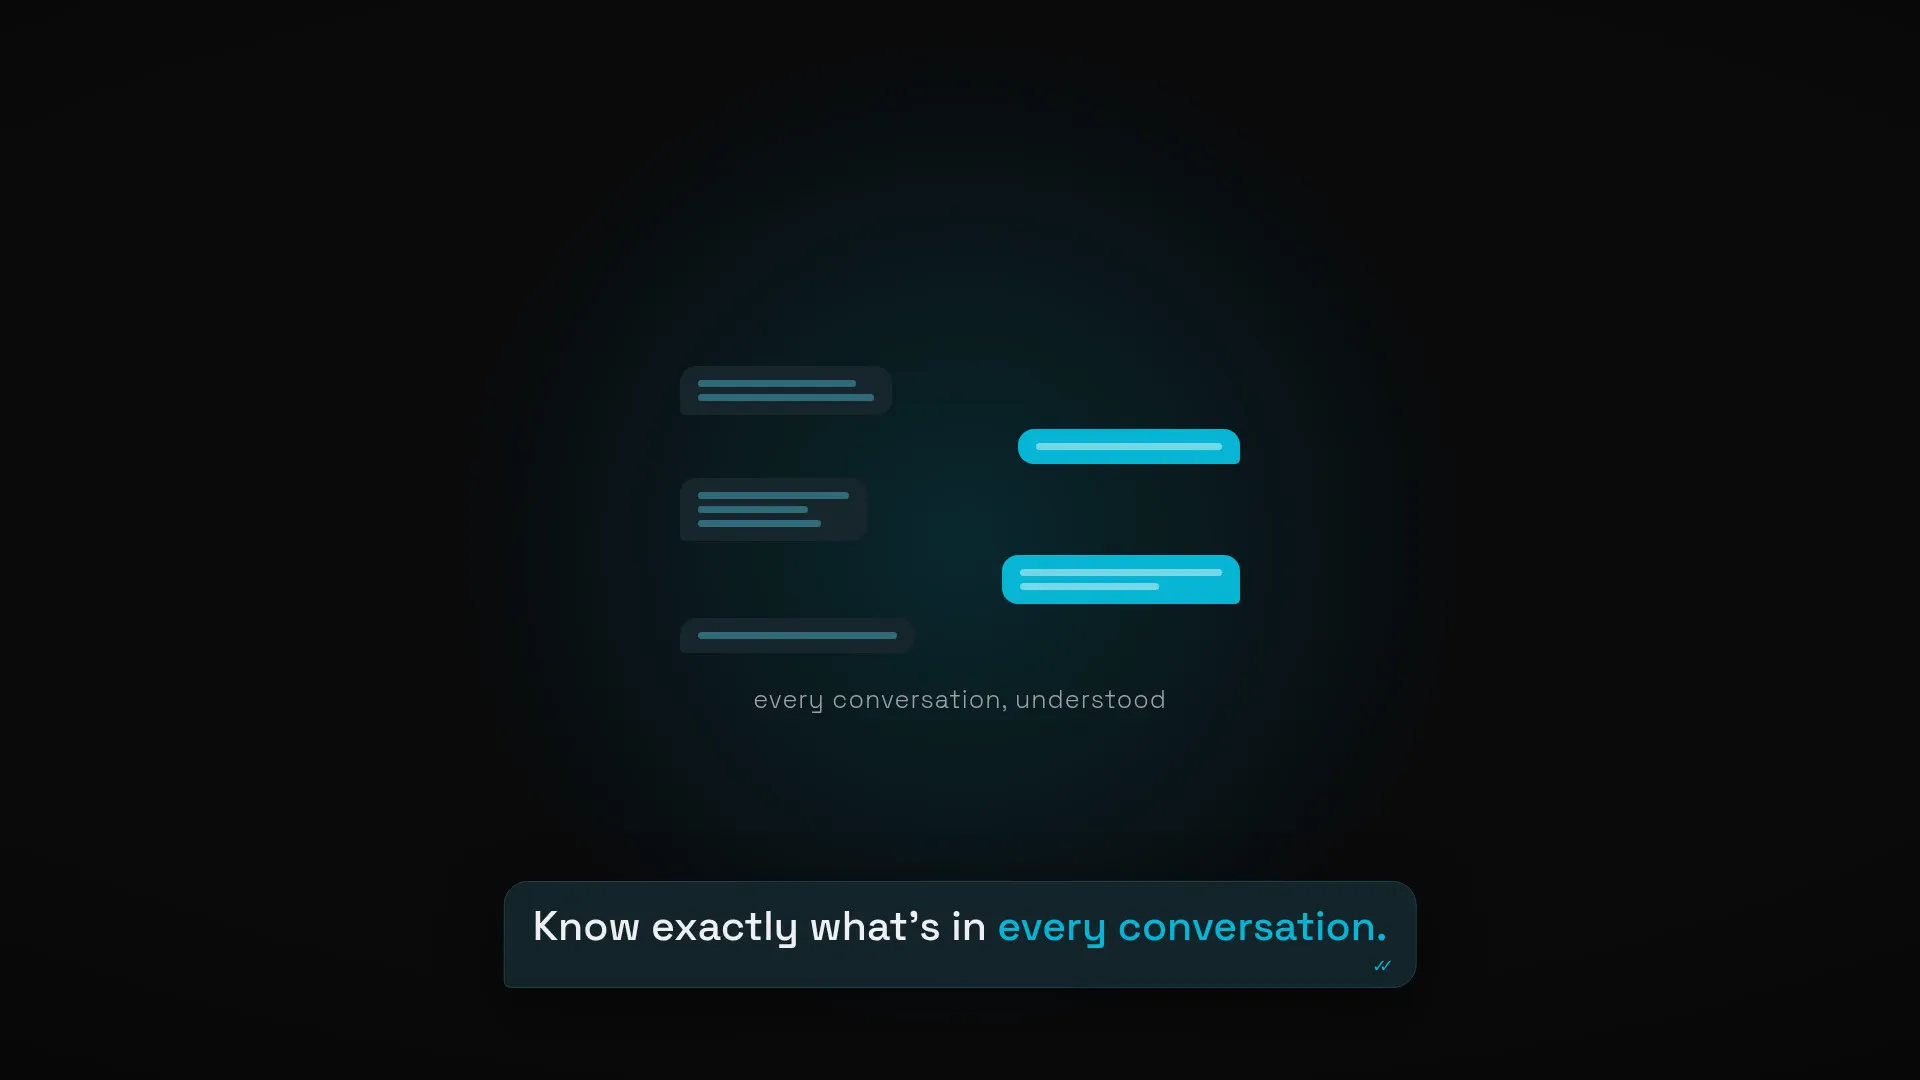 every conversation, understood
Know exactly what’s in every conversation.